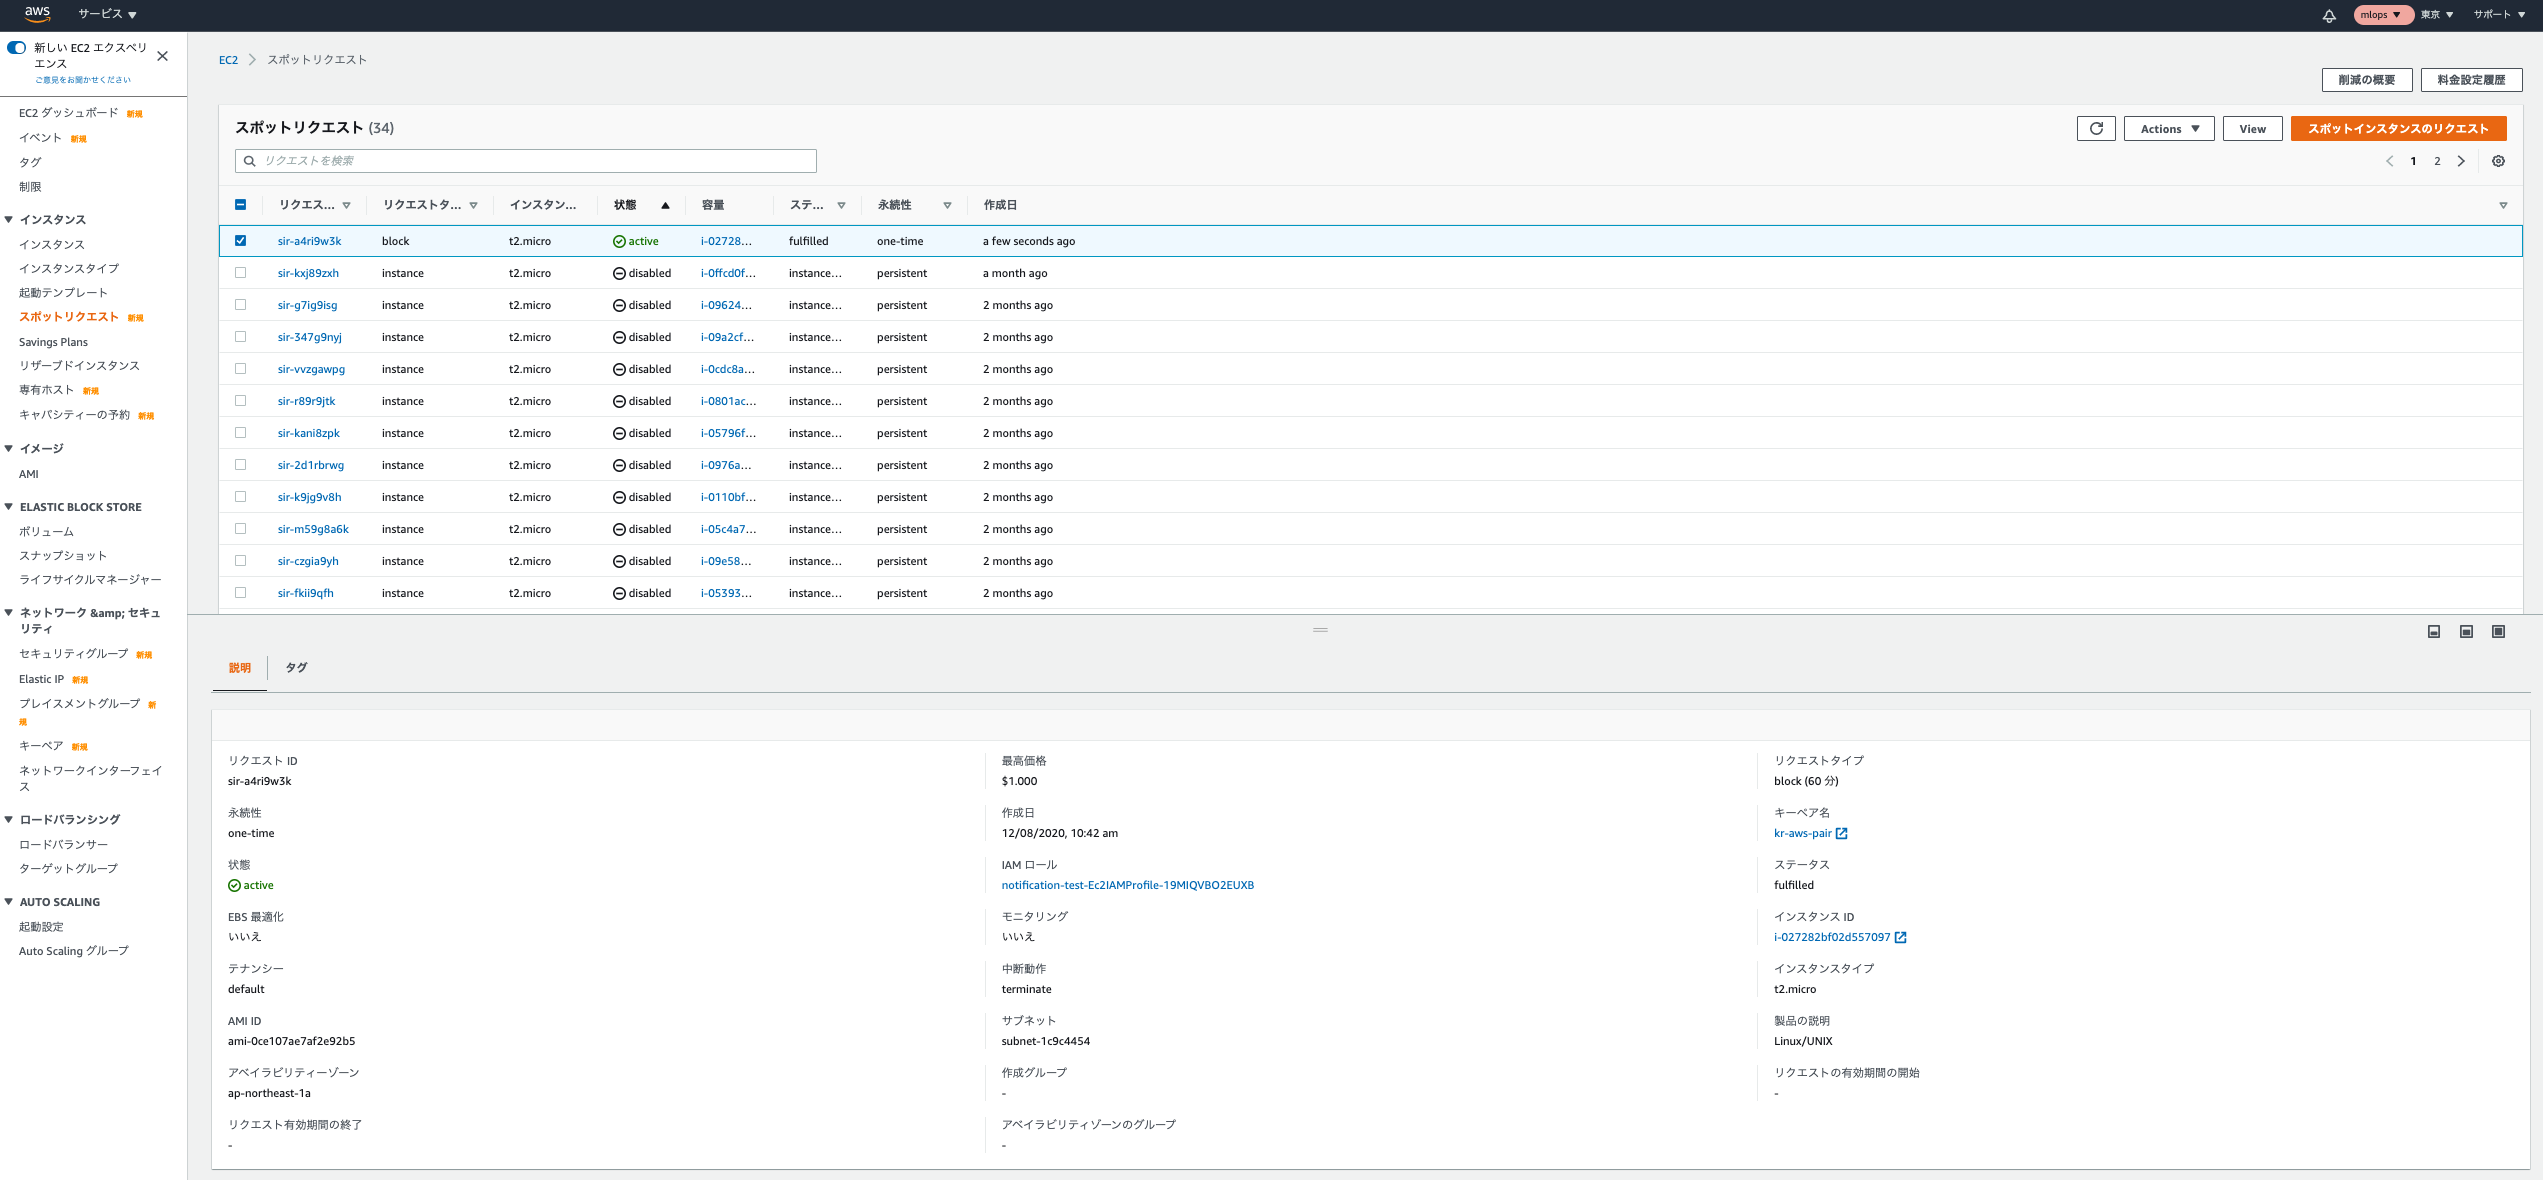 aws
サービス ▼
mlops ▼
東京 ▼
サポート ▼
新しい EC2 エクスペリ
エンス
ご意見をお聞かせください
EC2 ダッシュボード 新規
イベント 新規
タグ
制限
▼ インスタンス
インスタンス
インスタンスタイプ
起動テンプレート
スポットリクエスト 新規
Savings Plans
リザーブドインスタンス
専有ホスト 新規
キャパシティーの予約 新規
▼ イメージ
AMI
▼ ELASTIC BLOCK STORE
ボリューム
スナップショット
ライフサイクルマネージャー
▼ ネットワーク &amp; セキュ
リティ
セキュリティグループ 新規
Elastic IP 新規
プレイスメントグループ 新
規
キーペア 新規
ネットワークインターフェイ
ス
▼ ロードバランシング
ロードバランサー
ターゲットグループ
▼ AUTO SCALING
起動設定
Auto Scaling グループ
EC2 > スポットリクエスト
削減の概要 料金設定履歴
スポットリクエスト (34)
Actions ▼ View スポットインスタンスのリクエスト
リクエストを検索
< 1 2 >
リクエス... リクエストタ... インスタン... 状態 ▲ 容量 ステ... 永続性 作成日
sir-a4ri9w3k block t2.micro active i-02728... fulfilled one-time a few seconds ago
sir-kxj89zxh instance t2.micro disabled i-0ffcd0f... instance... persistent a month ago
sir-g7ig9isg instance t2.micro disabled i-09624... instance... persistent 2 months ago
sir-347g9nyj instance t2.micro disabled i-09a2cf... instance... persistent 2 months ago
sir-vvzgawpg instance t2.micro disabled i-0cdc8a... instance... persistent 2 months ago
sir-r89r9jtk instance t2.micro disabled i-0801ac... instance... persistent 2 months ago
sir-kani8zpk instance t2.micro disabled i-05796f... instance... persistent 2 months ago
sir-2d1rbrwg instance t2.micro disabled i-0976a... instance... persistent 2 months ago
sir-k9jg9v8h instance t2.micro disabled i-0110bf... instance... persistent 2 months ago
sir-m59g8a6k instance t2.micro disabled i-05c4a7... instance... persistent 2 months ago
sir-czgia9yh instance t2.micro disabled i-09e58... instance... persistent 2 months ago
sir-fkii9qfh instance t2.micro disabled i-05393... instance... persistent 2 months ago
説明 タグ
リクエスト ID 最高価格 リクエストタイプ
sir-a4ri9w3k $1.000 block (60 分)
永続性 作成日 キーペア名
one-time 12/08/2020, 10:42 am kr-aws-pair
状態 IAM ロール ステータス
active notification-test-Ec2IAMProfile-19MIQVBO2EUXB fulfilled
EBS 最適化 モニタリング インスタンス ID
いいえ いいえ i-027282bf02d557097
テナンシー 中断動作 インスタンスタイプ
default terminate t2.micro
AMI ID サブネット 製品の説明
ami-0ce107ae7af2e92b5 subnet-1c9c4454 Linux/UNIX
アベイラビリティーゾーン 作成グループ リクエストの有効期間の開始
ap-northeast-1a - -
リクエスト有効期間の終了 アベイラビリティゾーンのグループ
- -